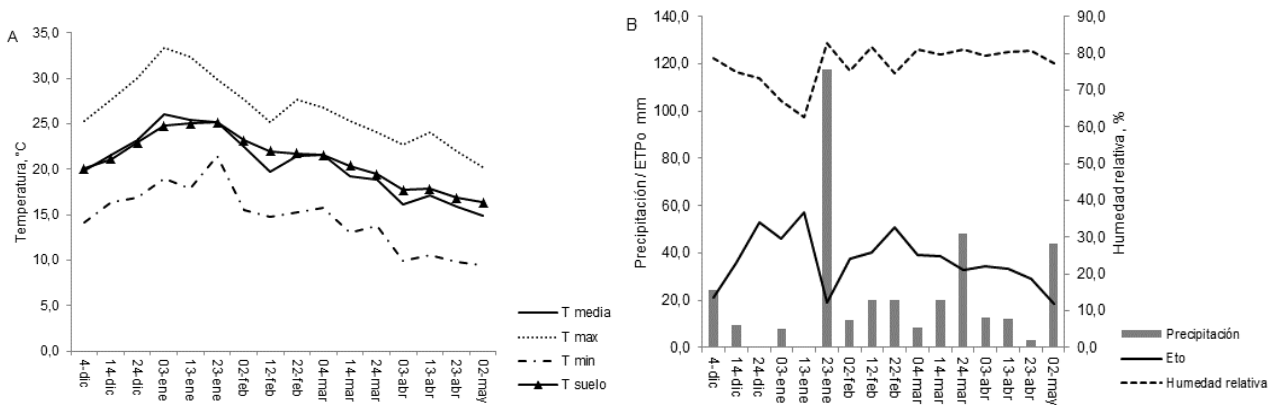 A
Temperatura, °C
35,0
30,0
25,0
20,0
15,0
10,0
5,0
0,0
4-dic
14-dic
24-dic
03-ene
13-ene
23-ene
02-feb
12-feb
22-feb
04-mar
14-mar
24-mar
03-abr
13-abr
23-abr
02-may
T media
T max
T min
T suelo
B
Precipitación / ETPo mm
140,0
120,0
100,0
80,0
60,0
40,0
20,0
0,0
90,0
80,0
70,0
60,0
50,0
40,0
30,0
20,0
10,0
0,0
Humedad relativa, %
4-dic
14-dic
24-dic
03-ene
13-ene
23-ene
02-feb
12-feb
22-feb
04-mar
14-mar
24-mar
03-abr
13-abr
23-abr
02-may
Precipitación
Eto
Humedad relativa